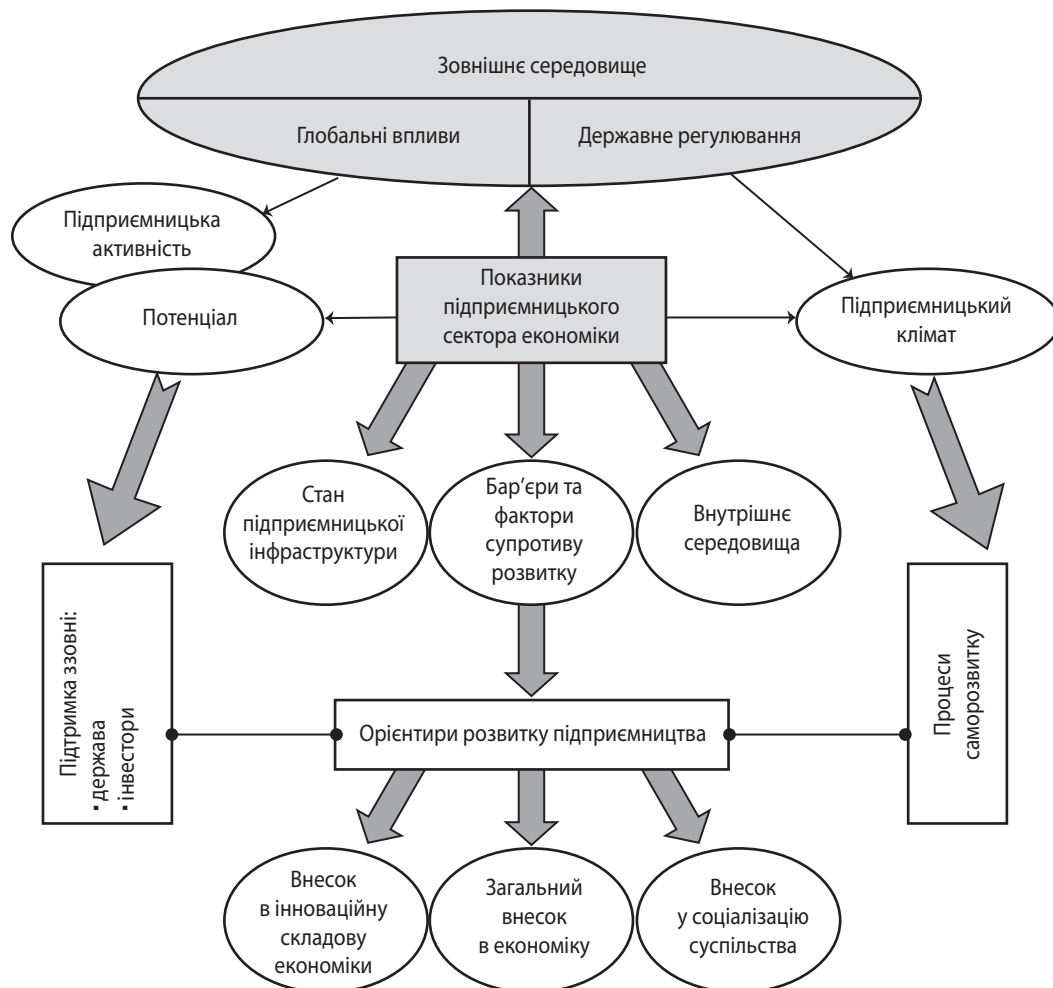 Зовнішнє середовище
Глобальні впливи
Державне регулювання
Підприємницька
активність
Потенціал
Показники
підприємницького
сектора економіки
Підприємницький
клімат
Стан
підприємницької
інфраструктури
Бар’єри та
фактори
супротиву
розвитку
Внутрішнє
середовища
Підтримка ззовні:
▪ держава
▪ інвестори
Орієнтири розвитку підприємництва
Процеси
саморозвитку
Внесок
в інноваційну
складову
економіки
Загальний
внесок
в економіку
Внесок
у соціалізацію
суспільства